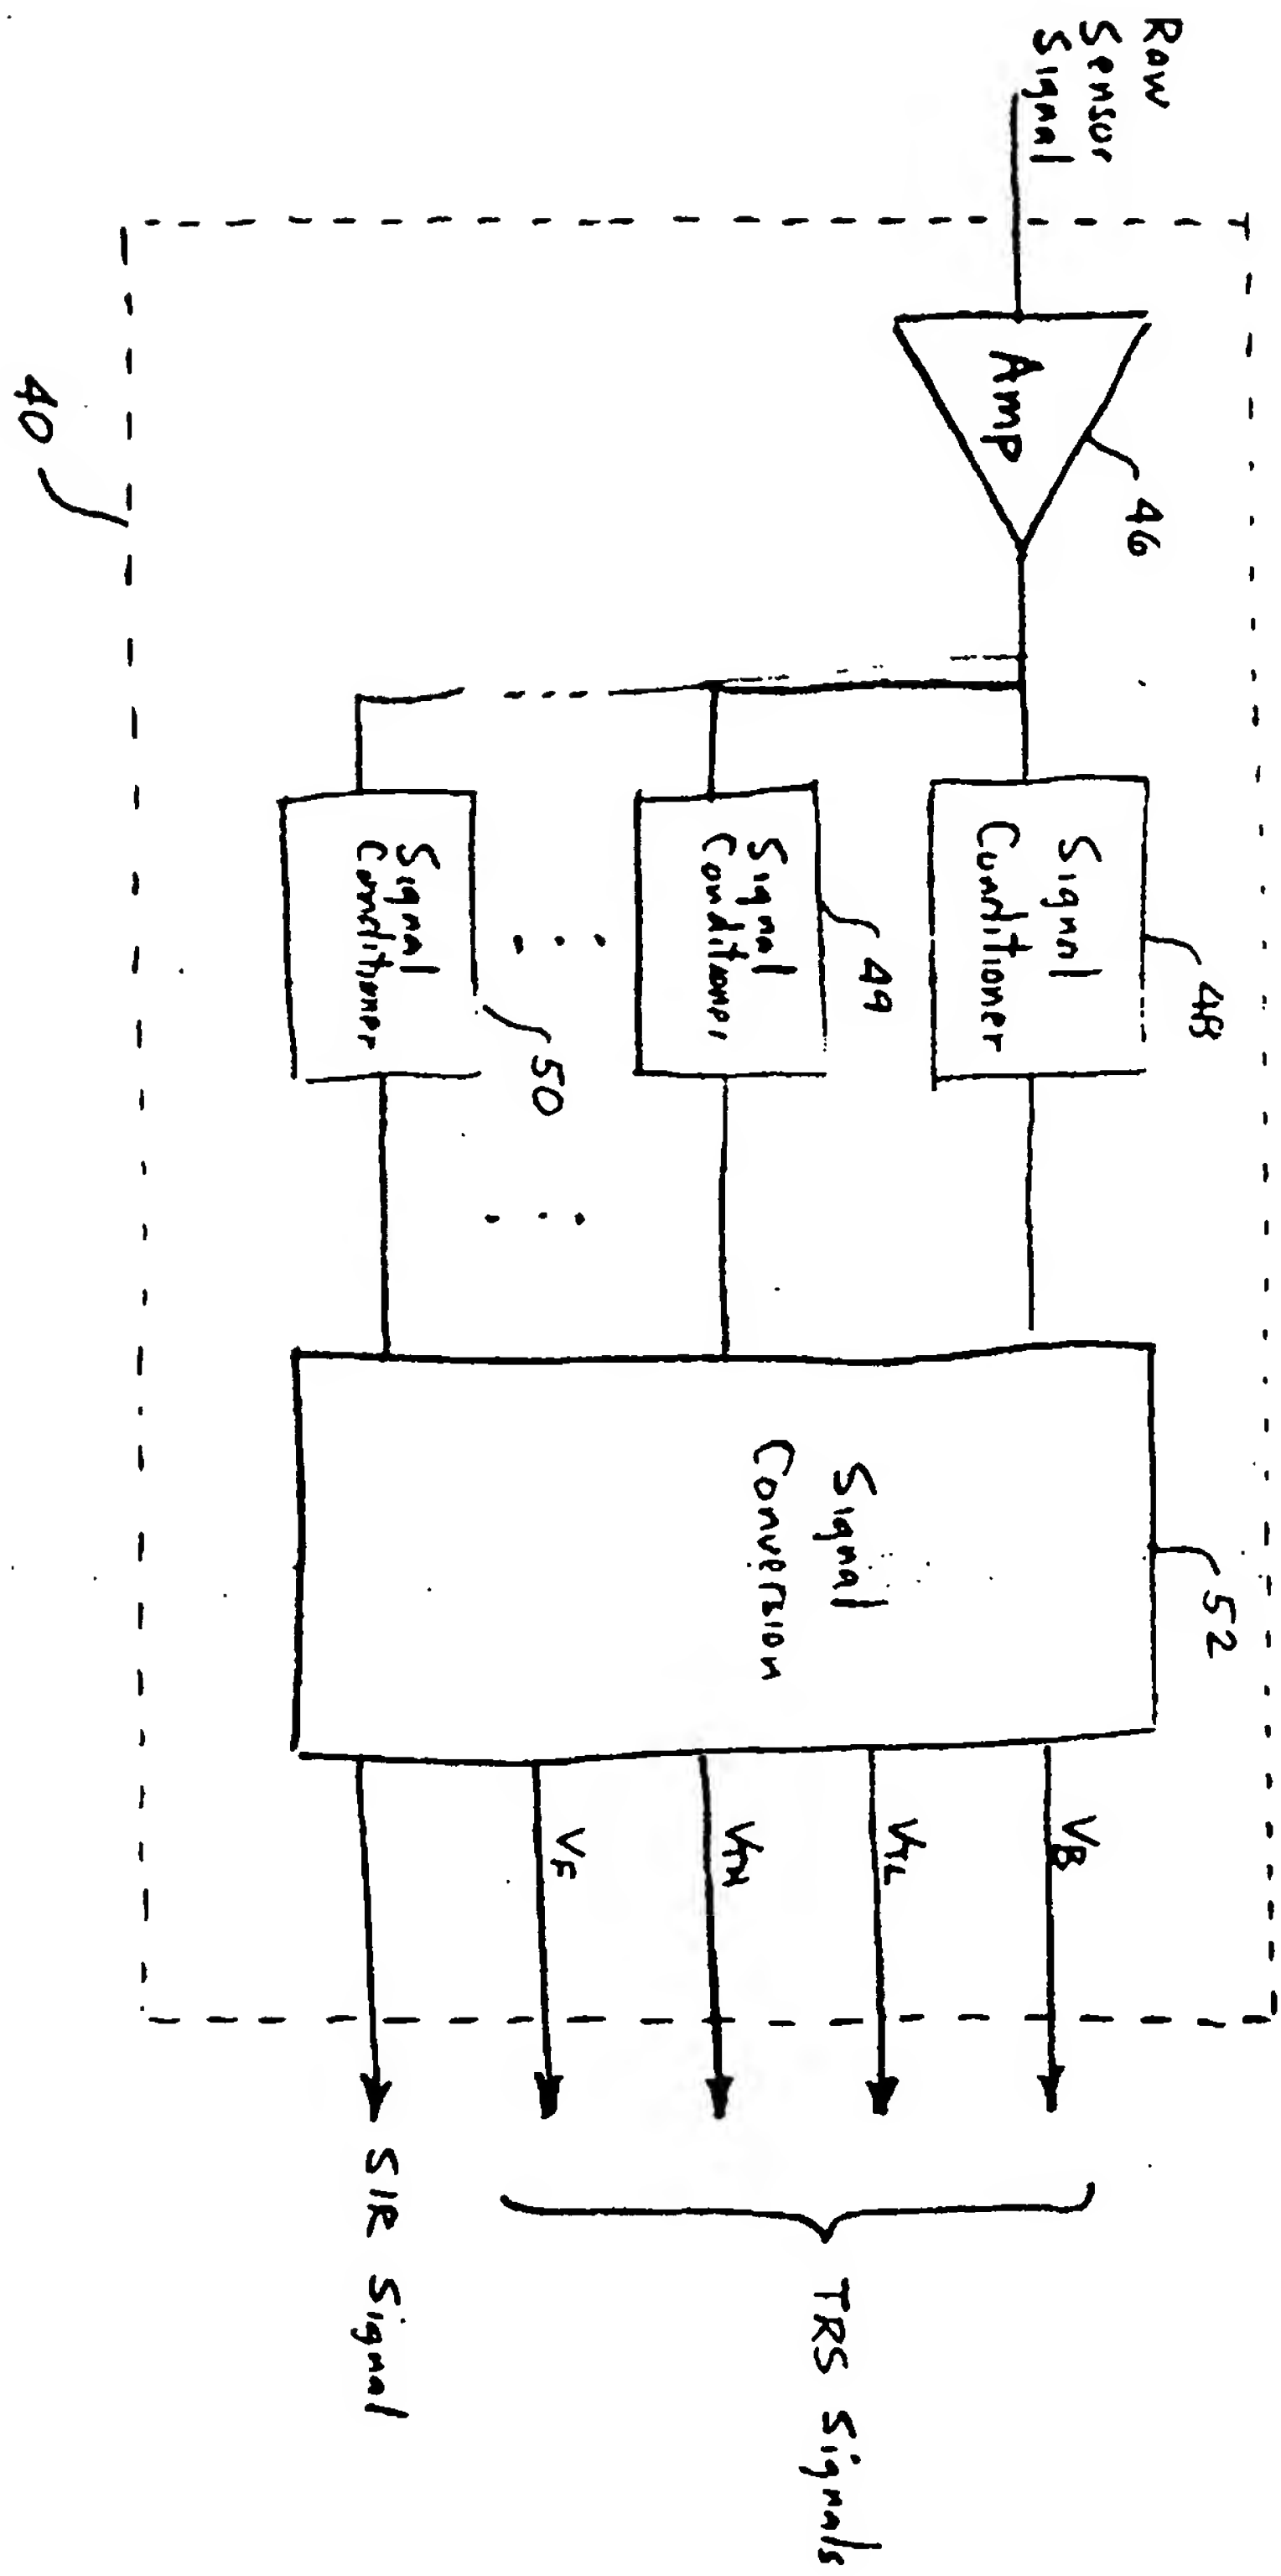 Raw
Sensor
Signal
Amp
46
Signal
Conditioner
48
Signal
Conditioner
49
Signal
Conditioner
50
Signal
Conversion
52
VB
VTL
VTN
VF
TRS Signals
SIR Signal
40